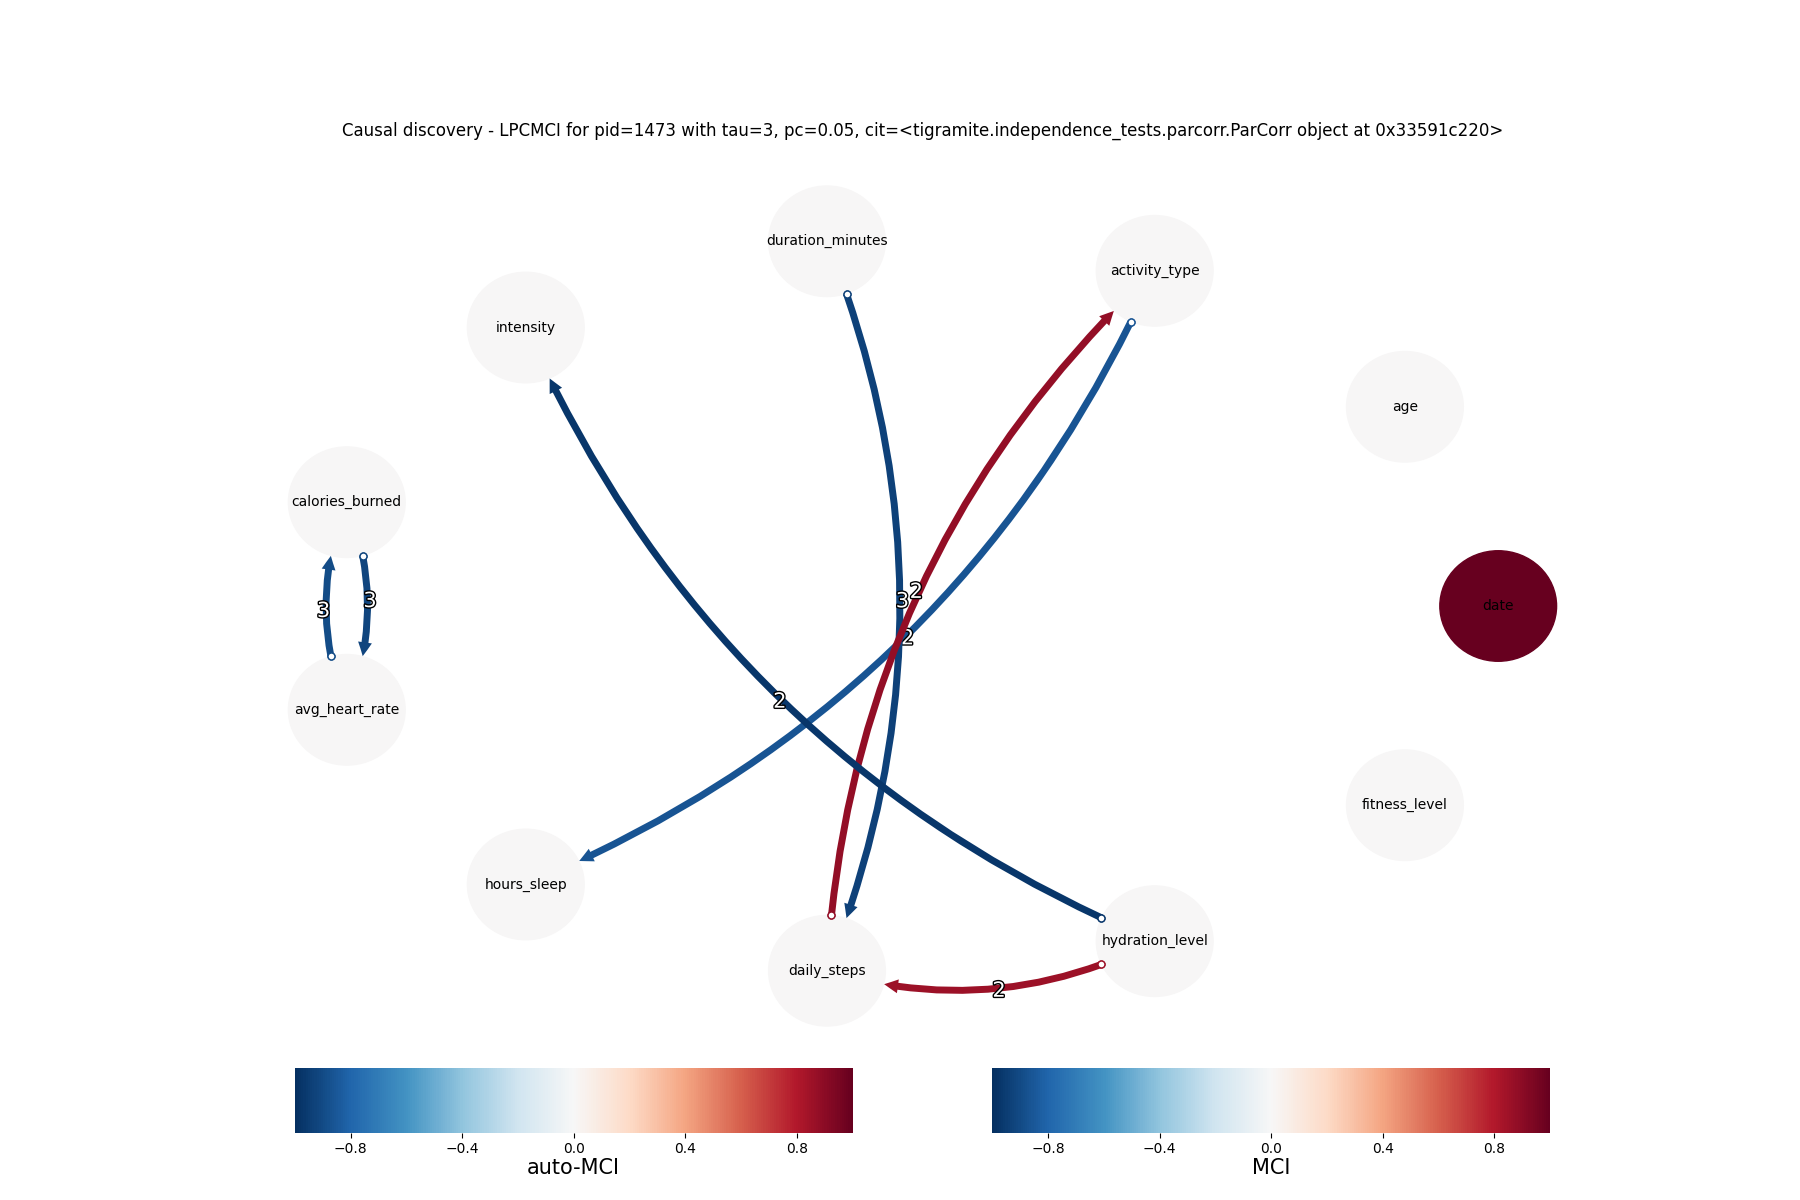 Causal discovery - LPCMCI for pid=1473 with tau=3, pc=0.05, cit=<tigramite.independence_tests.parcorr.ParCorr object at 0x33591c220>
duration_minutes
activity_type
intensity
age
calories_burned
2
3
3
date
3
2
2
avg_heart_rate
fitness_level
hours_sleep
hydration_level
daily_steps
2
−0.8 −0.4 0.0 0.4 0.8
auto-MCI
−0.8 −0.4 0.0 0.4 0.8
MCI